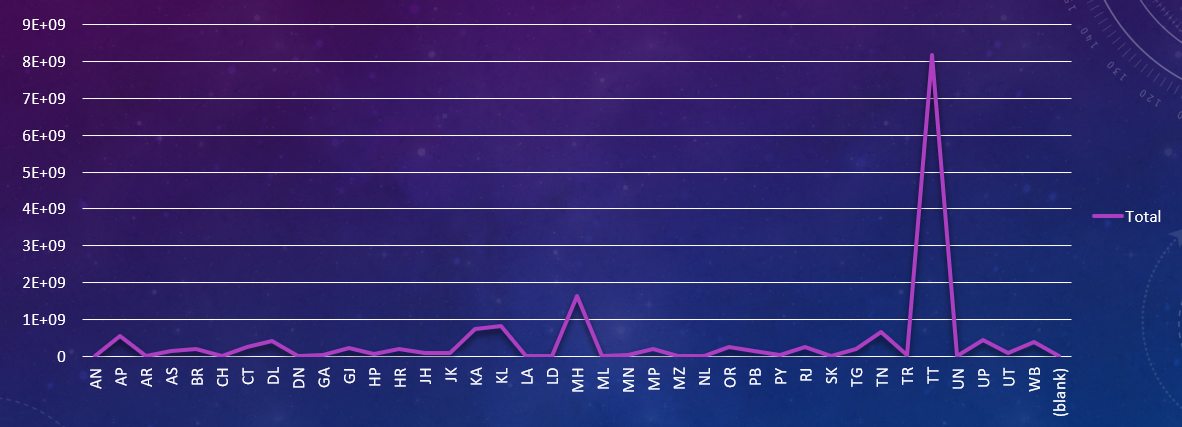 9E+09
8E+09
7E+09
6E+09
5E+09
4E+09
3E+09
2E+09
1E+09
0
AN AP AR AS BR CH CT DL DN GA GJ HP HR JH JK KA KL LA LD MH ML MN MP MZ NL OR PB PY RJ SK TG TN TR TT UN UP UT WB (blank)
Total
140
130
120